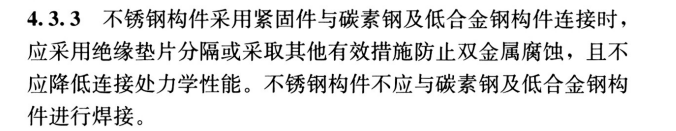 4.3.3 不锈钢构件采用紧固件与碳素钢及低合金钢构件连接时，
应采用绝缘垫片分隔或采取其他有效措施防止双金属腐蚀，且不
应降低连接处力学性能。不锈钢构件不应与碳素钢及低合金钢构
件进行焊接。